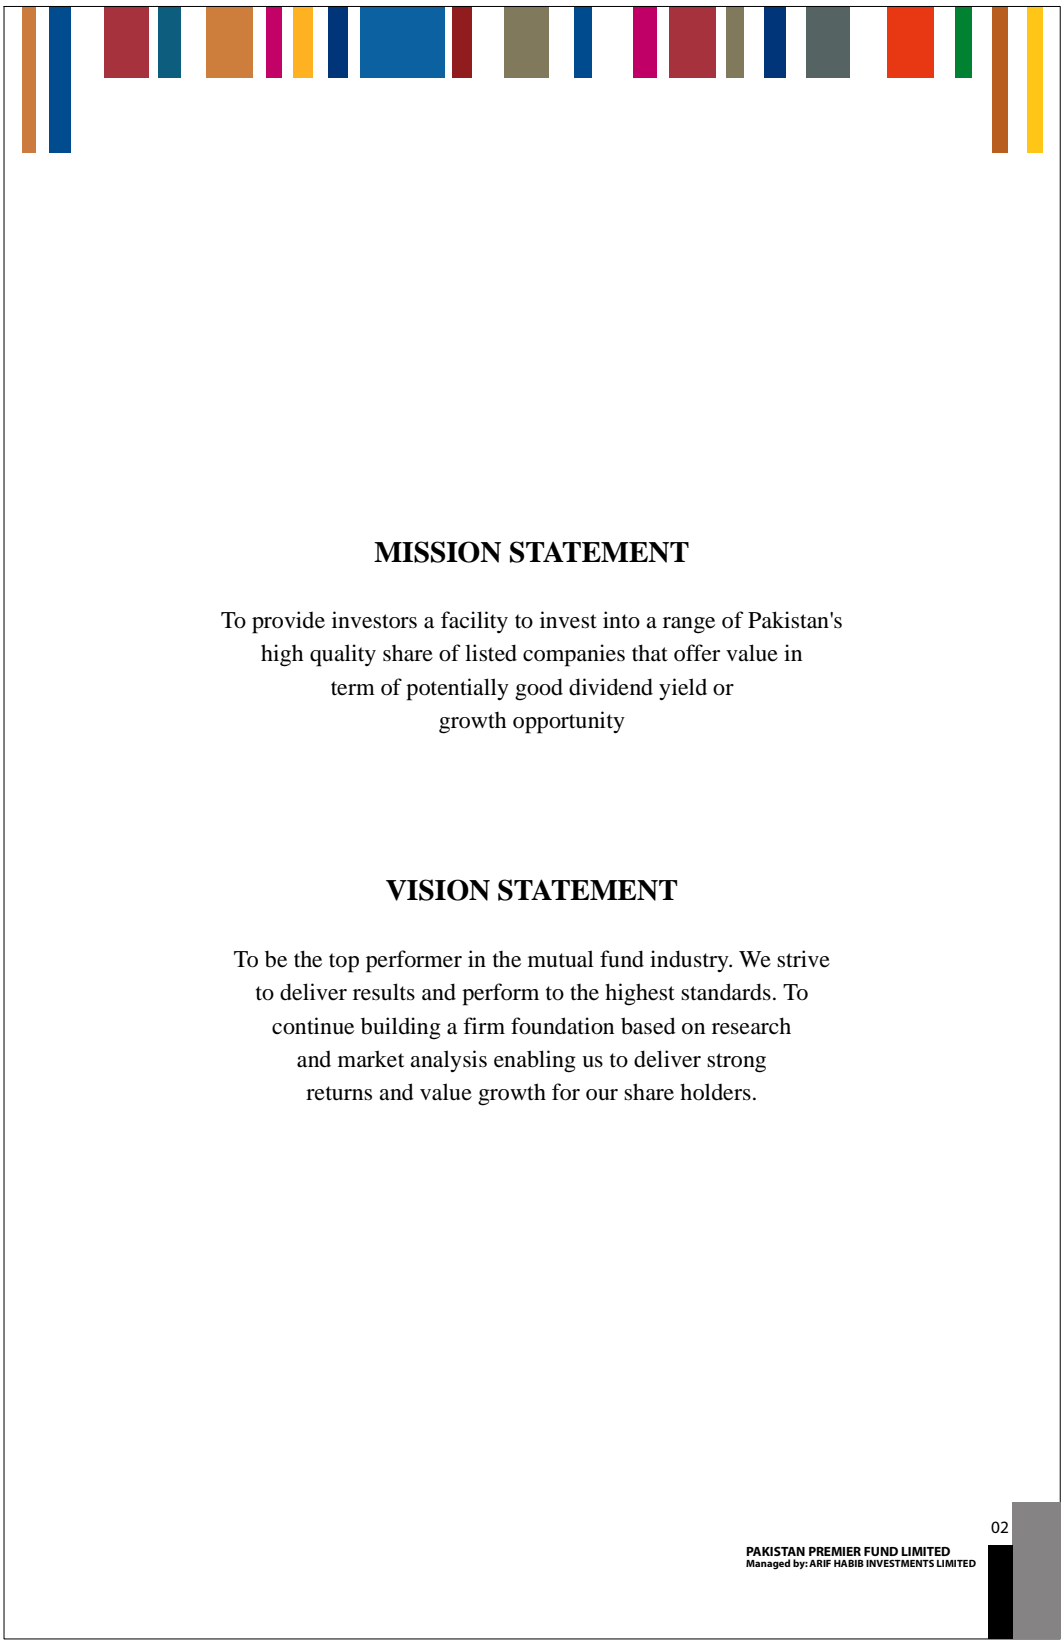 MISSION STATEMENT
To provide investors a facility to invest into a range of Pakistan's
high quality share of listed companies that offer value in
term of potentially good dividend yield or
growth opportunity
VISION STATEMENT
To be the top performer in the mutual fund industry. We strive
to deliver results and perform to the highest standards. To
continue building a firm foundation based on research
and market analysis enabling us to deliver strong
returns and value growth for our share holders.
02
PAKISTAN PREMIER FUND LIMITED
Managed by: ARIF HABIB INVESTMENTS LIMITED